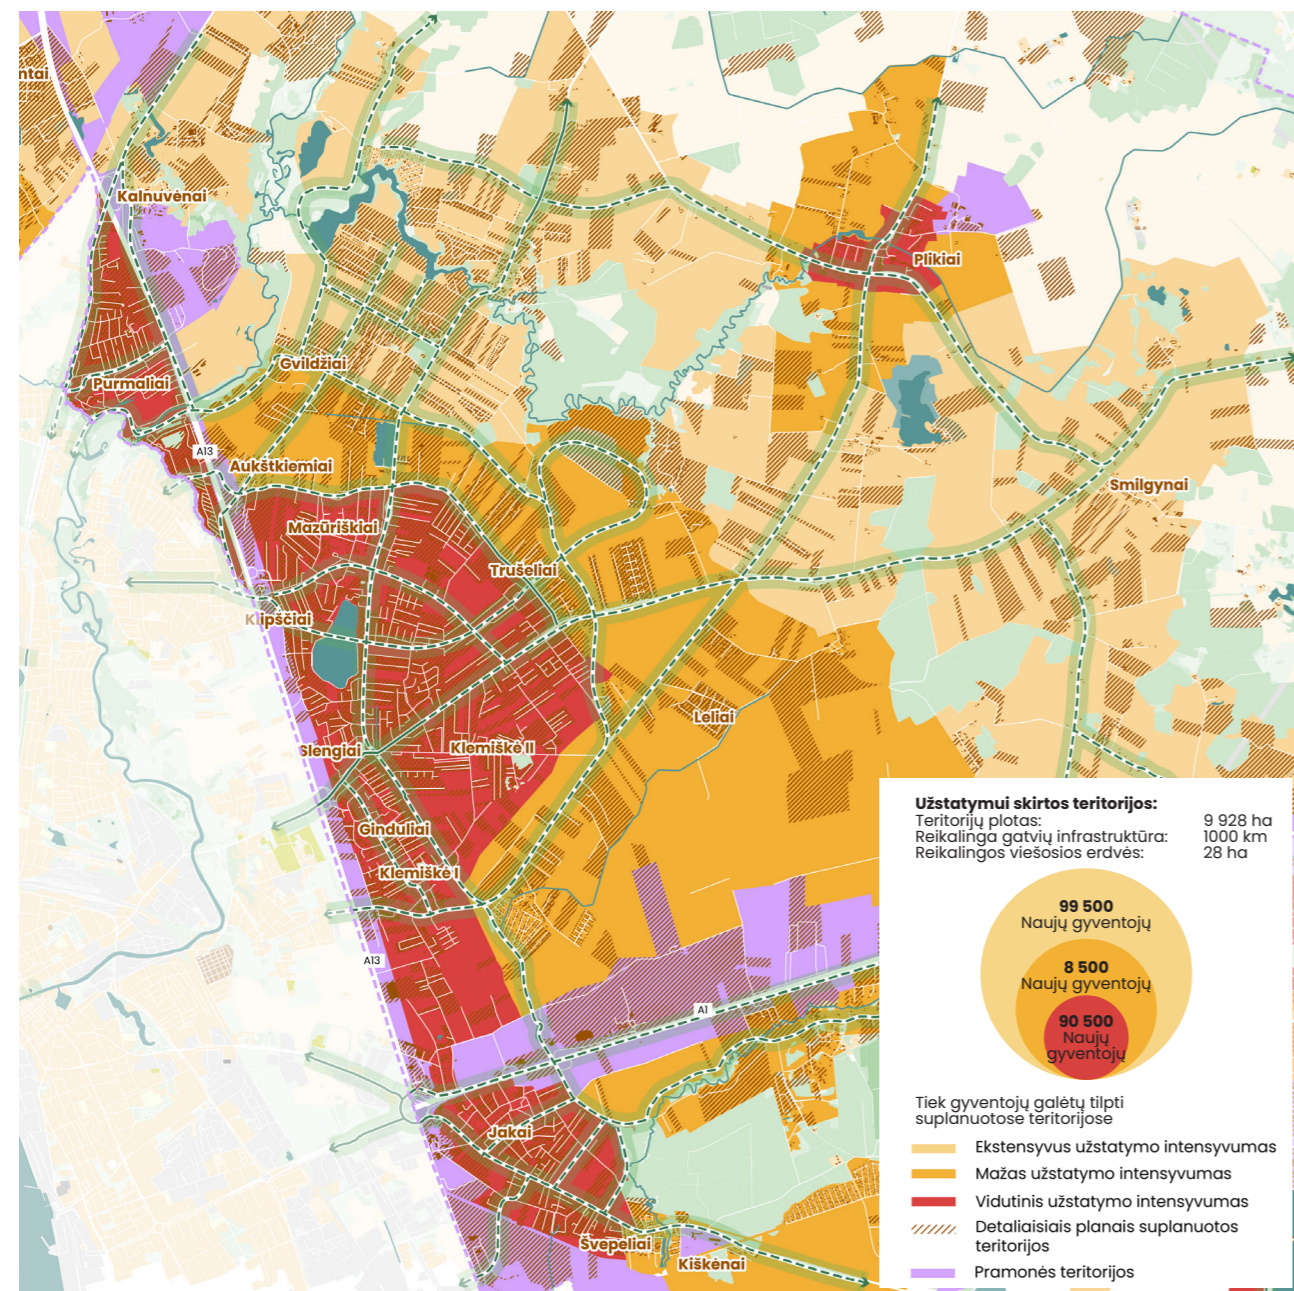 ntai
Kalnuvėnai
Plikiai
Gvildžiai
Purmaliai
A13
Aukštkiemiai
Smilgynai
Mazūriškiai
Trušeliai
Klipščiai
Leliai
Slengiai
Klemiškė II
Ginduliai
Klemiškė I
A13
A1
Jakai
Švepeliai
Kiškėnai
Užstatymui skirtos teritorijos:
Teritorijų plotas: 9 928 ha
Reikalinga gatvių infrastruktūra: 1000 km
Reikalingos viešosios erdvės: 28 ha
99 500
Naujų gyventojų
8 500
Naujų gyventojų
90 500
Naujų
gyventojų
Tiek gyventojų galėtų tilpti
suplanuotose teritorijose
Ekstensyvus užstatymo intensyvumas
Mažas užstatymo intensyvumas
Vidutinis užstatymo intensyvumas
Detaliaisiais planais suplanuotos
teritorijos
Pramonės teritorijos